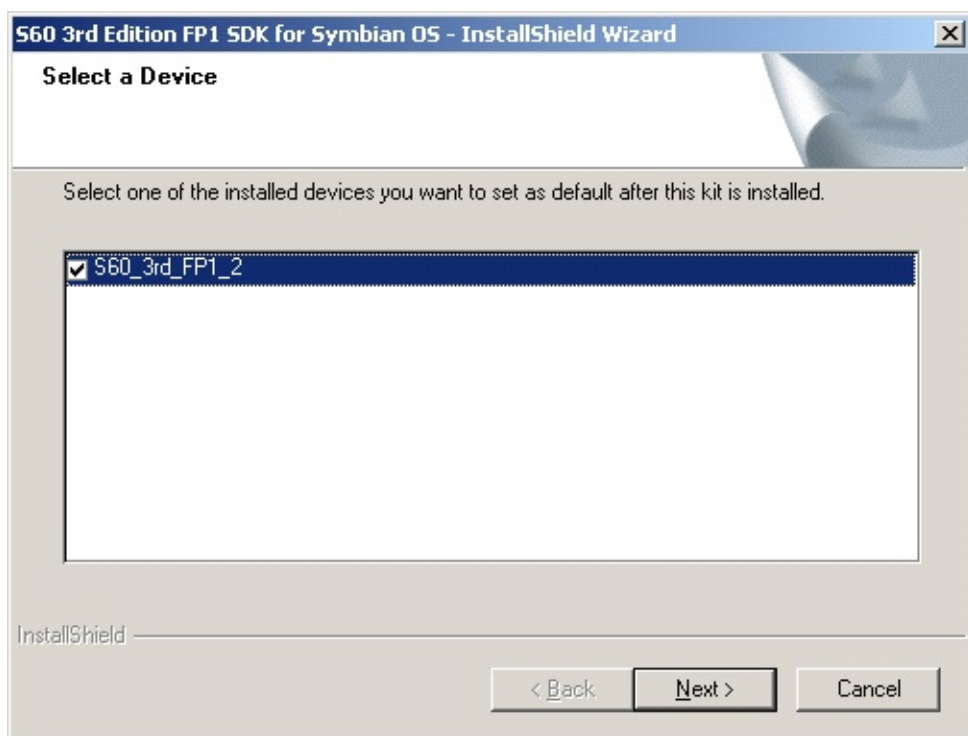 S60 3rd Edition FP1 SDK for Symbian OS - InstallShield Wizard
Select a Device
Select one of the installed devices you want to set as default after this kit is installed.
S60_3rd_FP1_2
InstallShield
< Back
Next >
Cancel